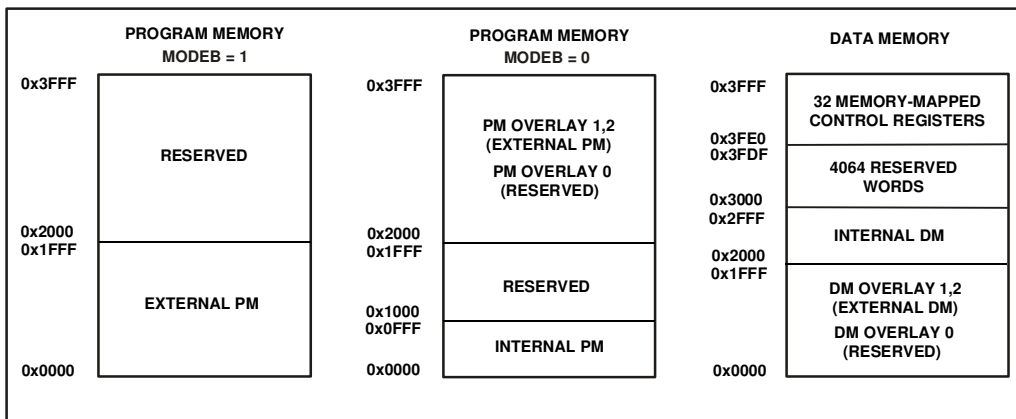 PROGRAM MEMORY
MODEB = 1
0x3FFF
RESERVED
0x2000
0x1FFF
EXTERNAL PM
0x0000
PROGRAM MEMORY
MODEB = 0
0x3FFF
PM OVERLAY 1,2
(EXTERNAL PM)
PM OVERLAY 0
(RESERVED)
0x2000
0x1FFF
RESERVED
0x1000
0x0FFF
INTERNAL PM
0x0000
DATA MEMORY
0x3FFF
32 MEMORY-MAPPED
CONTROL REGISTERS
0x3FE0
0x3FDF
4064 RESERVED
WORDS
0x3000
0x2FFF
INTERNAL DM
0x2000
0x1FFF
DM OVERLAY 1,2
(EXTERNAL DM)
DM OVERLAY 0
(RESERVED)
0x0000